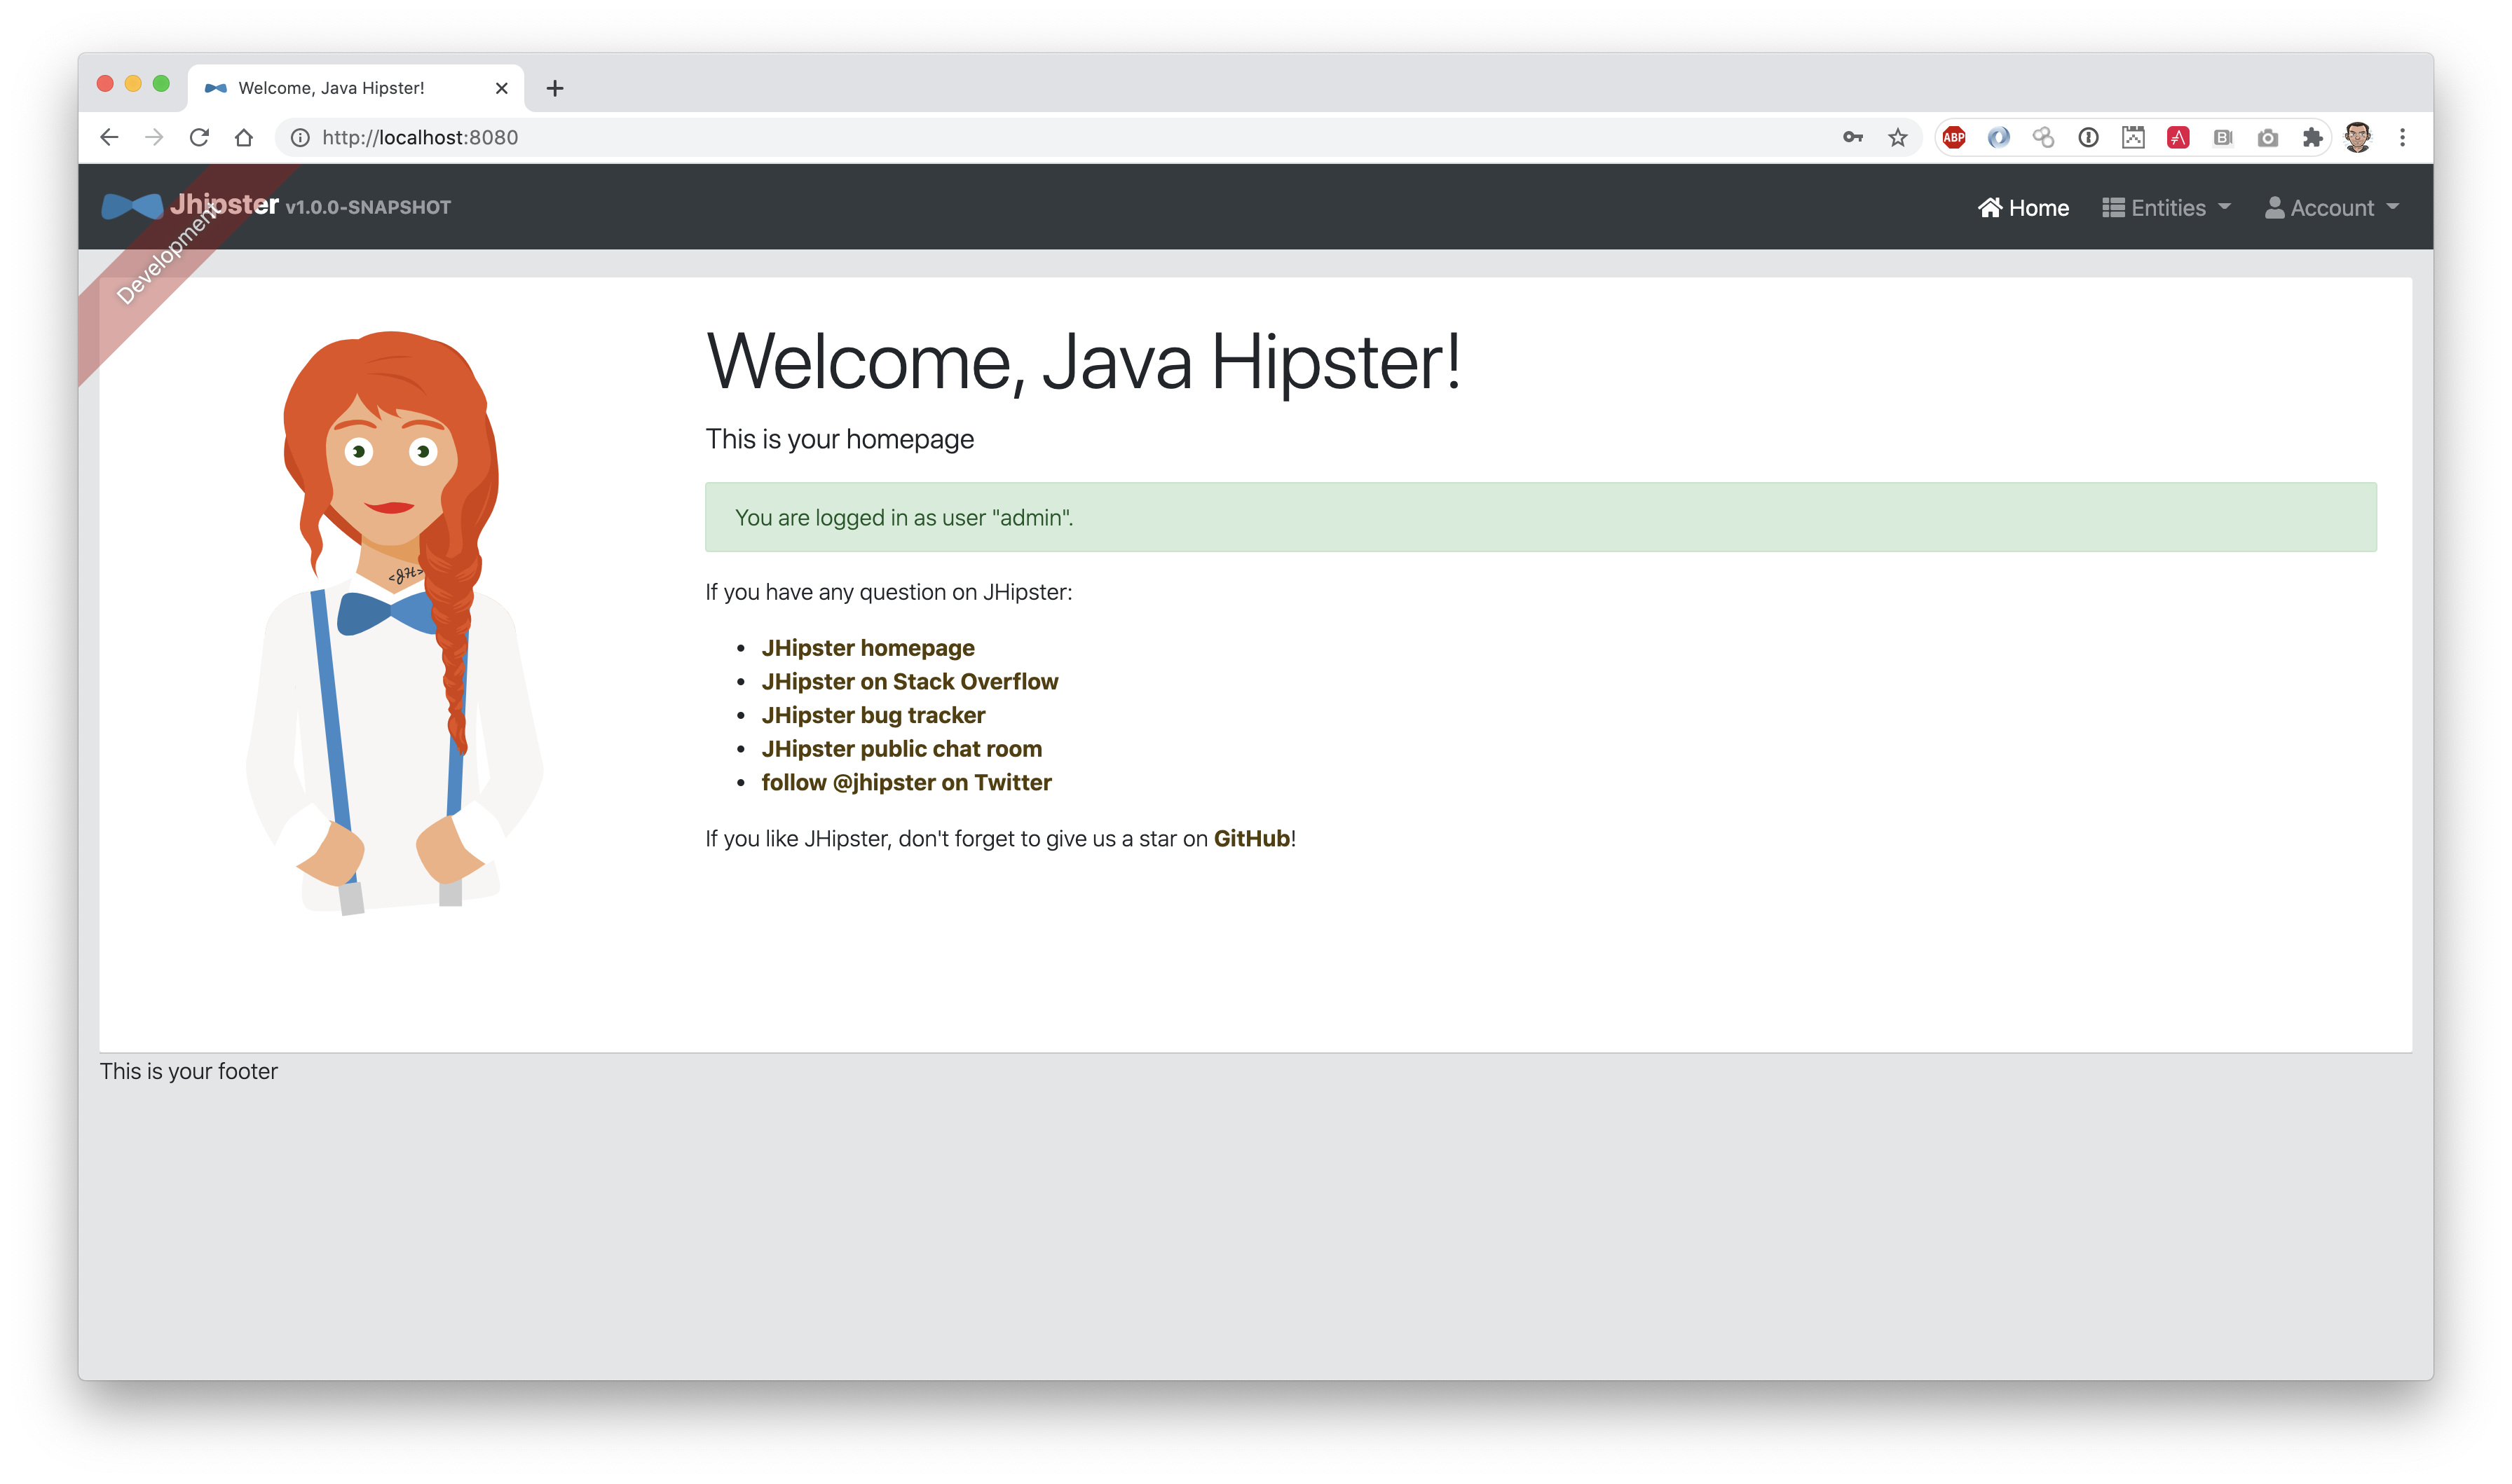 Welcome, Java Hipster!
http://localhost:8080
ABP
Jhipster v1.0.0-SNAPSHOT
Home
Entities
Account
Development
Welcome, Java Hipster!
This is your homepage
You are logged in as user "admin".
<JH>
If you have any question on JHipster:
JHipster homepage
JHipster on Stack Overflow
JHipster bug tracker
JHipster public chat room
follow @jhipster on Twitter
If you like JHipster, don't forget to give us a star on GitHub!
This is your footer